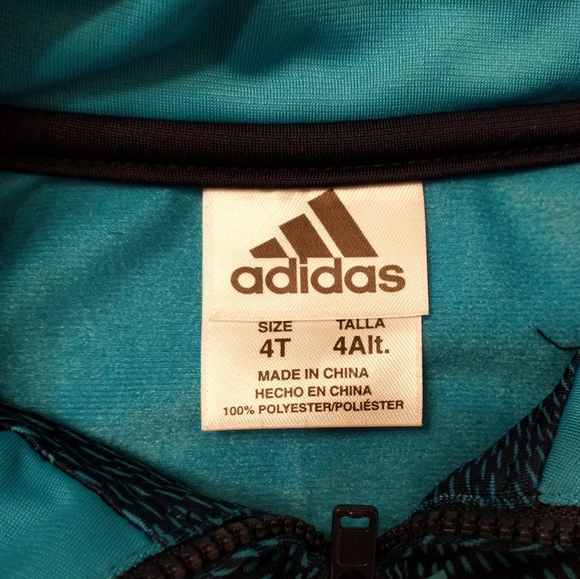 adidas
SIZE TALLA
4T 4Alt.
MADE IN CHINA
HECHO EN CHINA
100% POLYESTER/POLIÉSTER